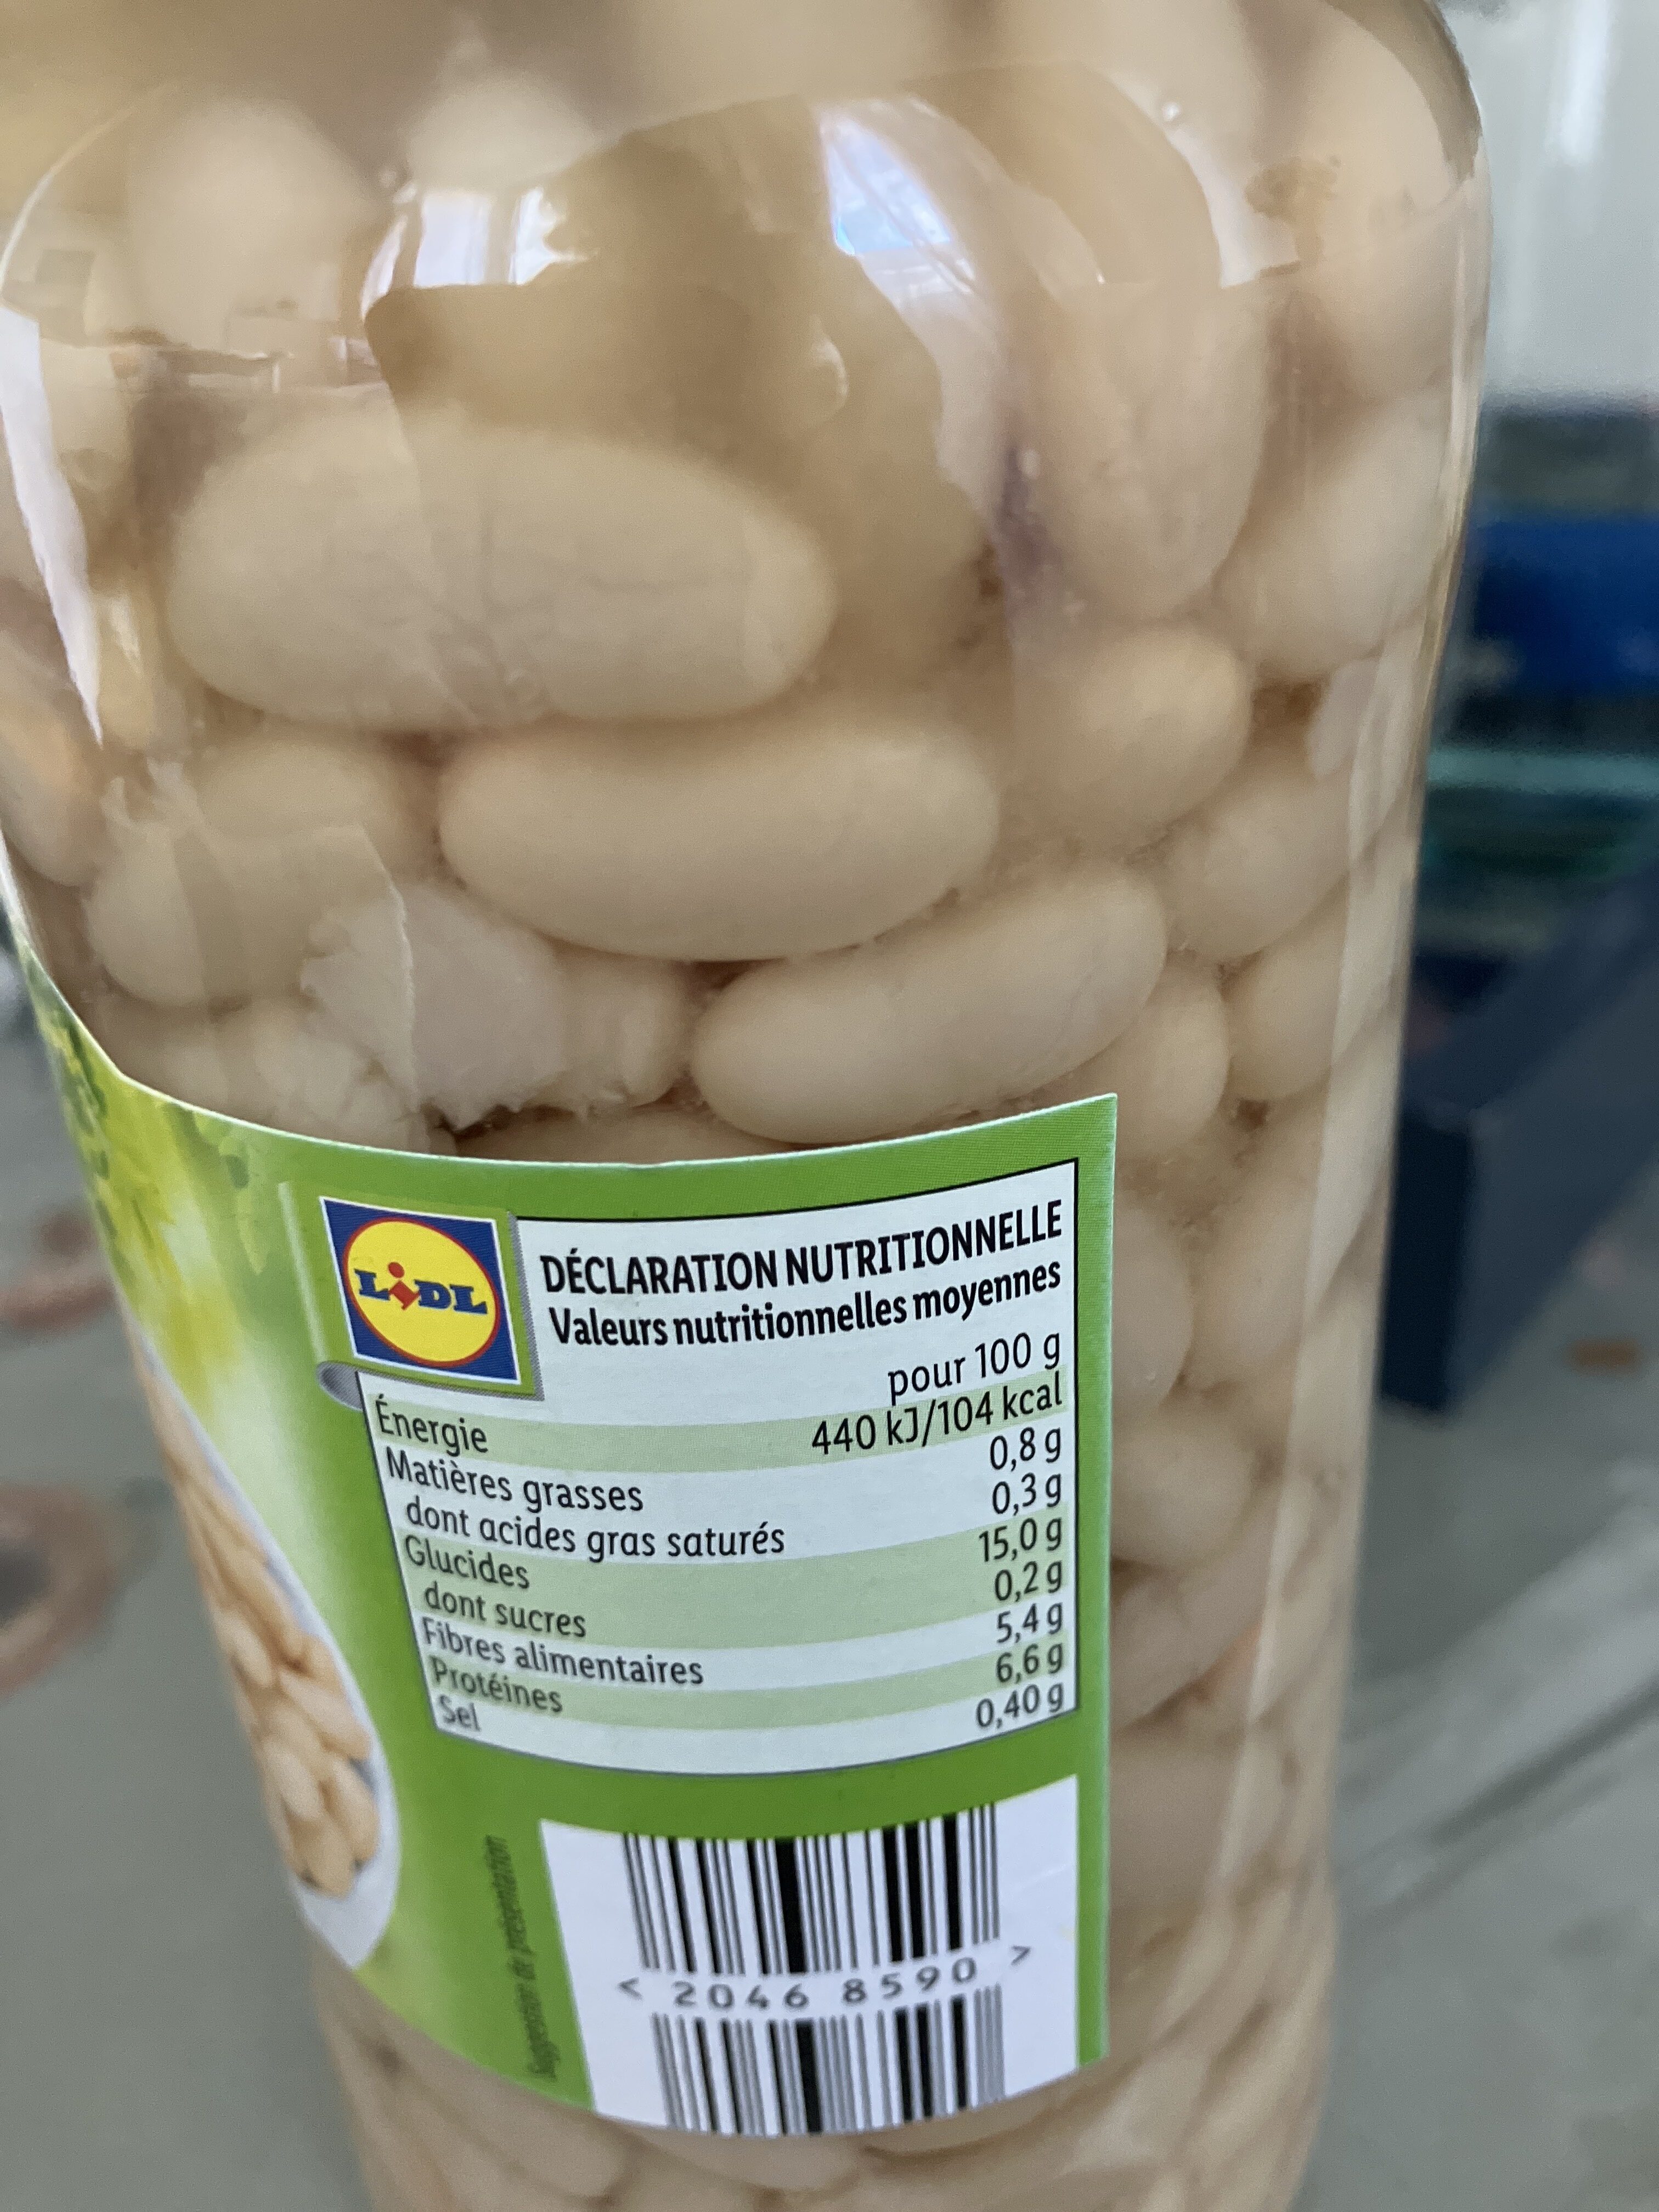 LIDL
DÉCLARATION NUTRITIONNELLE
Valeurs nutritionnelles moyennes
pour 100 g
Énergie 440 kJ/104 kcal
Matières grasses 0,8 g
dont acides gras saturés 0,3 g
Glucides 15,0 g
dont sucres 0,2 g
Fibres alimentaires 5,4 g
Protéines 6,6 g
Sel 0,40 g
Suggestion de présentation
< 2046 8590 >